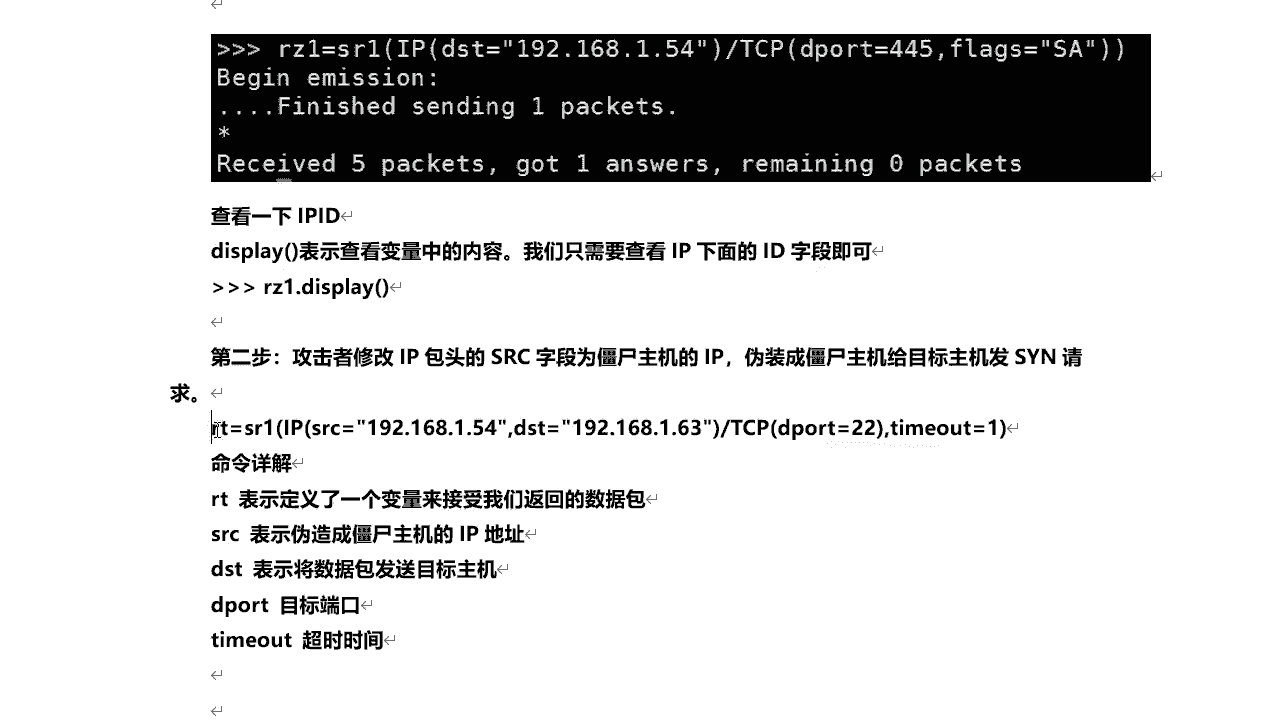 >>> rz1=sr1(IP(dst="192.168.1.54")/TCP(dport=445,flags="SA"))
Begin emission:
....Finished sending 1 packets.
*
Received 5 packets, got 1 answers, remaining 0 packets
查看一下 IPID
display()表示查看变量中的内容。我们只需要查看 IP 下面的 ID 字段即可
>>> rz1.display()
第二步：攻击者修改 IP 包头的 SRC 字段为僵尸主机的 IP，伪装成僵尸主机给目标主机发 SYN 请
求。
rt=sr1(IP(src="192.168.1.54",dst="192.168.1.63")/TCP(dport=22),timeout=1)
命令详解
rt 表示定义了一个变量来接受我们返回的数据包
src 表示伪造成僵尸主机的 IP 地址
dst 表示将数据包发送目标主机
dport 目标端口
timeout 超时时间